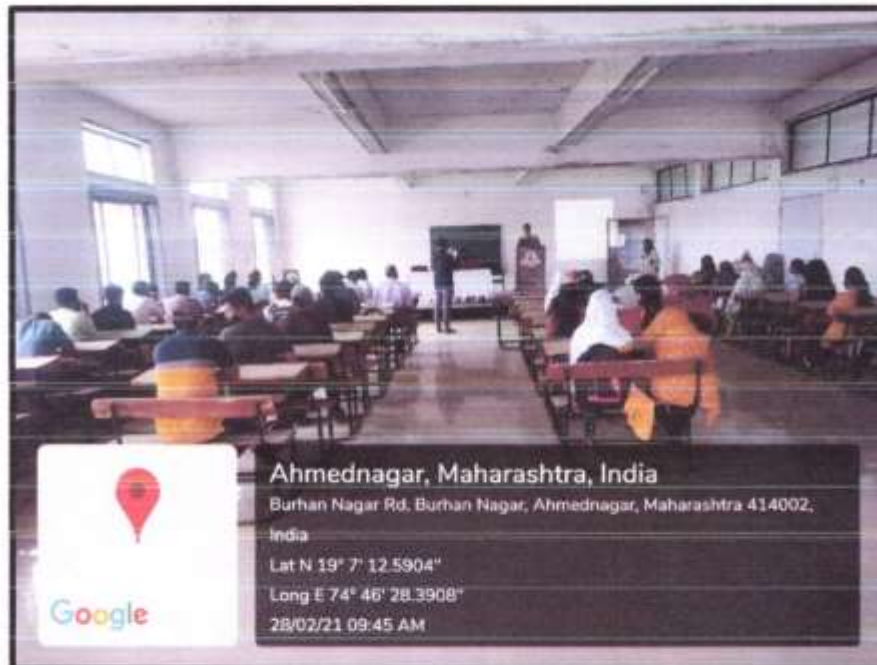 Ahmednagar, Maharashtra, India
Burhan Nagar Rd, Burhan Nagar, Ahmednagar, Maharashtra 414002,
India
Lat N 19° 7' 12.5904"
Long E 74° 46' 28.3908"
28/02/21 09:45 AM
Google